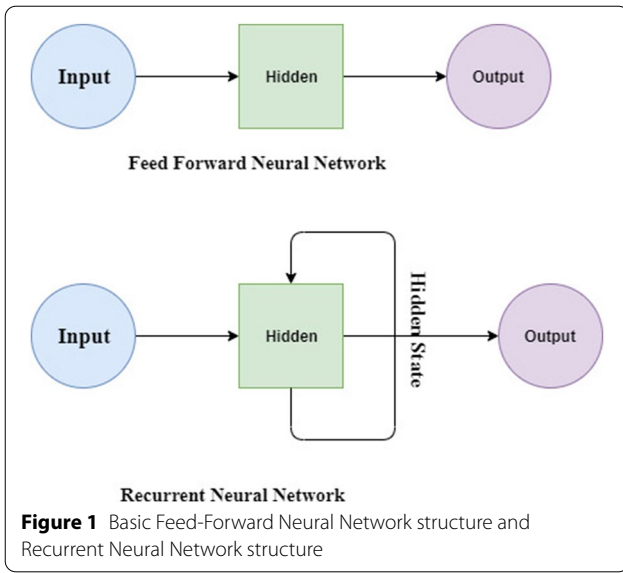 Input
Hidden
Output
Feed Forward Neural Network
Input
Hidden
Hidden State
Output
Recurrent Neural Network
Figure 1 Basic Feed-Forward Neural Network structure and
Recurrent Neural Network structure